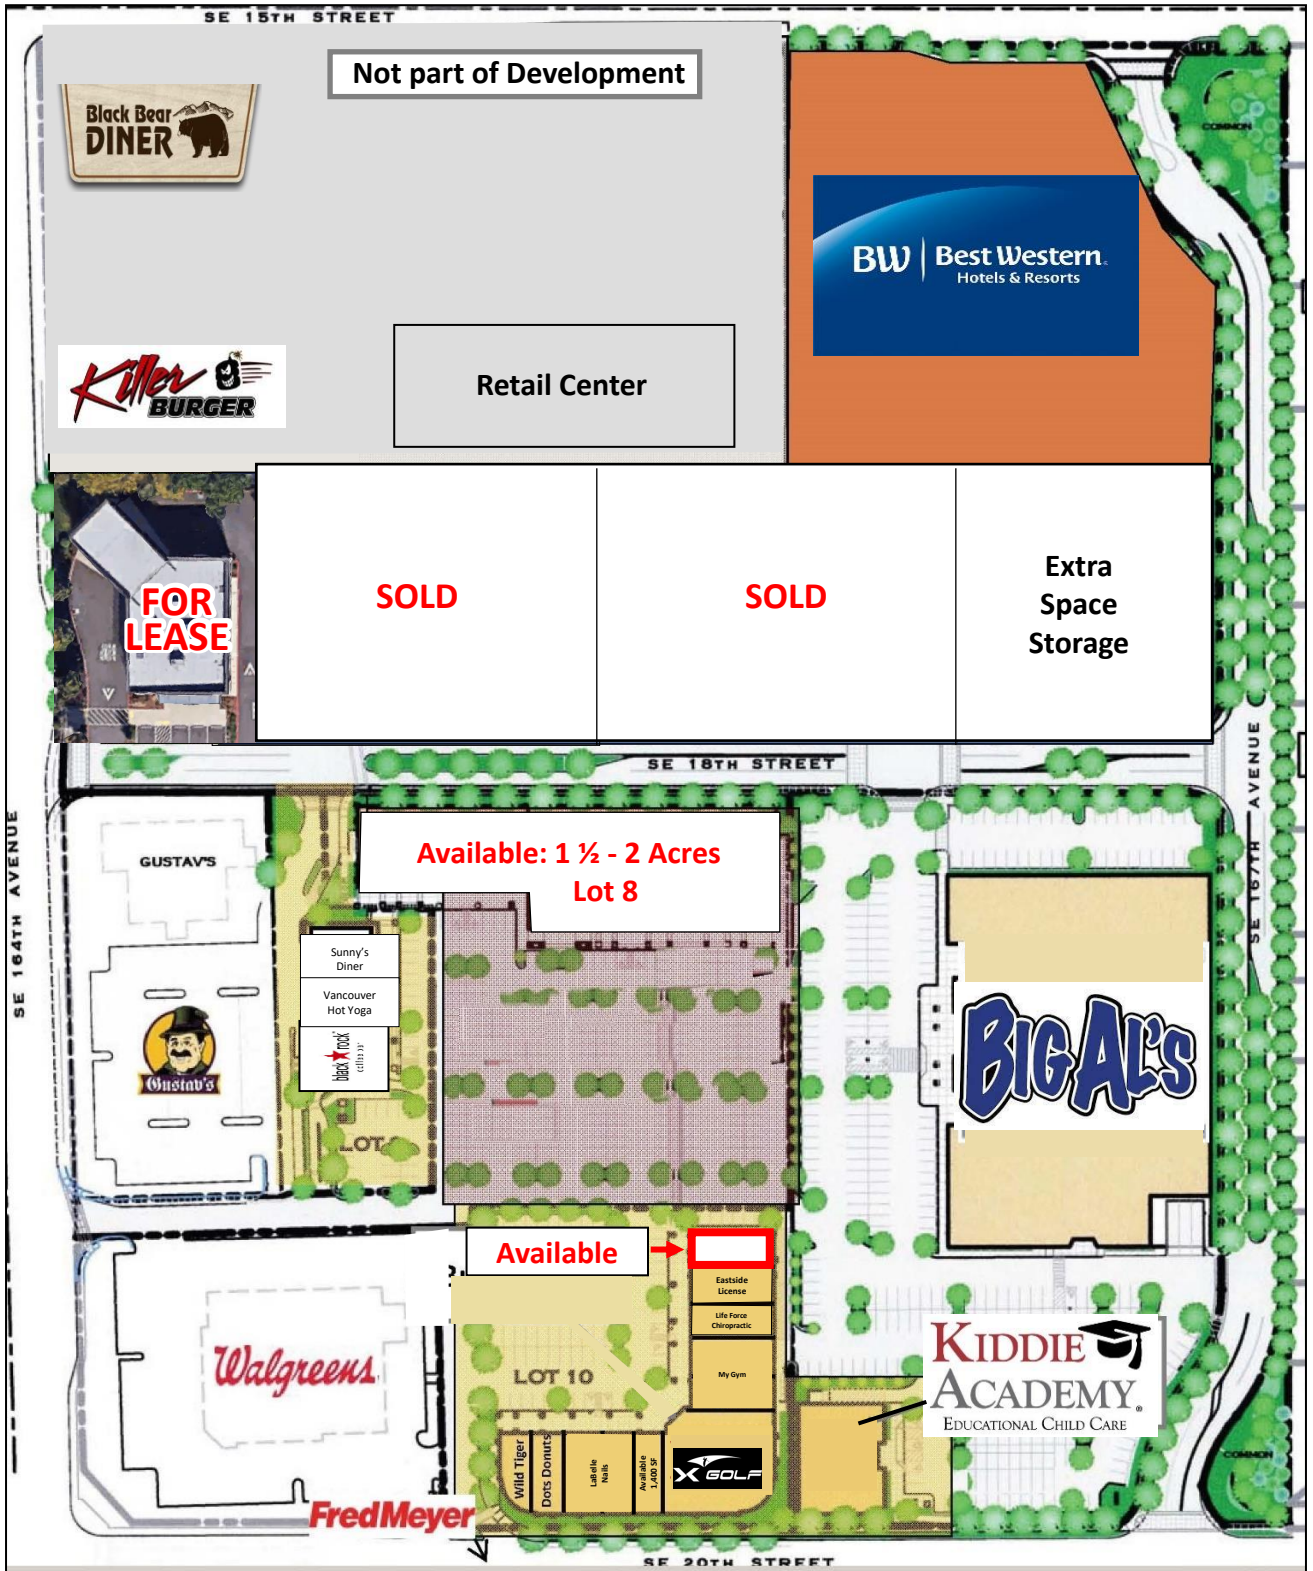 SE 15TH STREET
Not part of Development
Black Bear
DINER
BW | Best Western
Hotels & Resorts
COMMON
Killer
BURGER
Retail Center
FOR
LEASE
SOLD
SOLD
Extra
Space
Storage
SE 18TH STREET
SE 164TH AVENUE
SE 167TH AVENUE
GUSTAV'S
Available: 1 ½ - 2 Acres
Lot 8
Sunny's
Diner
Vancouver
Hot Yoga
black rock
coffee bar
Gustav's
BIG AL'S
LOT
Available
Eastside
License
Life Force
Chiropractic
My Gym
Walgreens
LOT 10
KIDDIE
ACADEMY®
EDUCATIONAL CHILD CARE
Wild Tiger
Dots Donuts
LaBelle
Nails
Available
1,400 SF
X GOLF
COMMON
FredMeyer
SE 20TH STREET